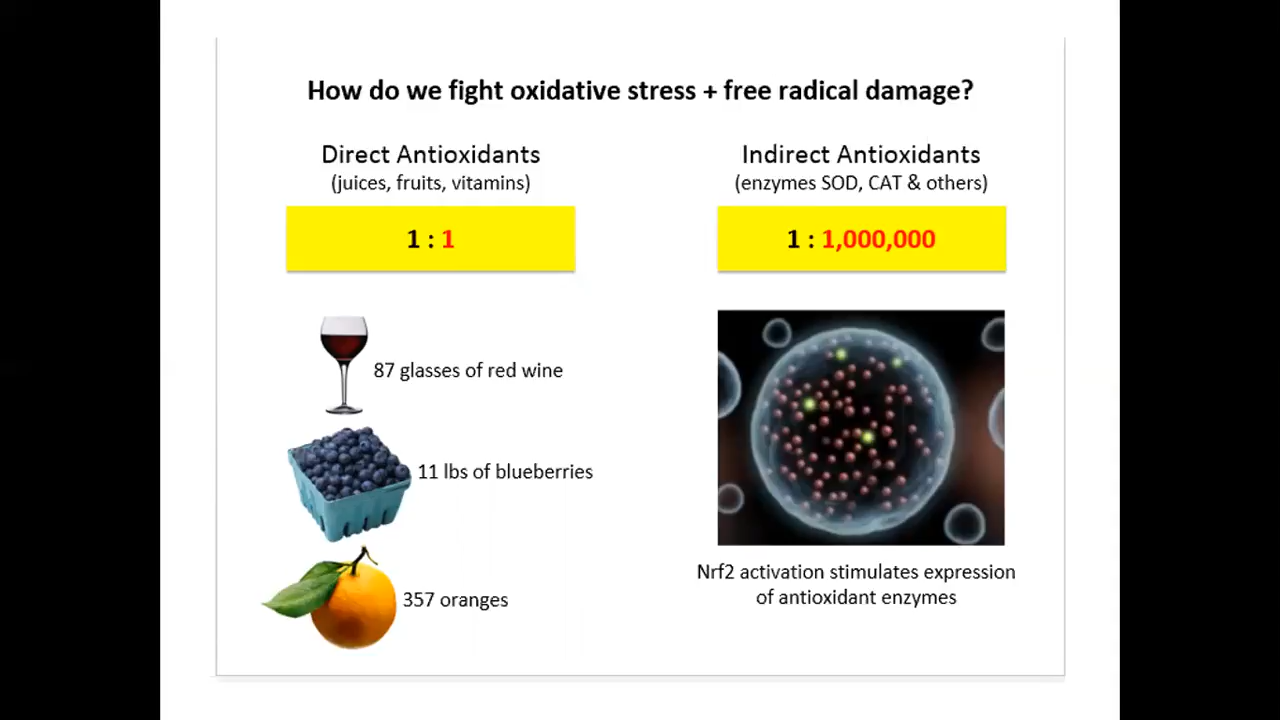 How do we fight oxidative stress + free radical damage?
Direct Antioxidants
(juices, fruits, vitamins)
1 : 1
87 glasses of red wine
11 lbs of blueberries
357 oranges
Indirect Antioxidants
(enzymes SOD, CAT & others)
1 : 1,000,000
Nrf2 activation stimulates expression
of antioxidant enzymes